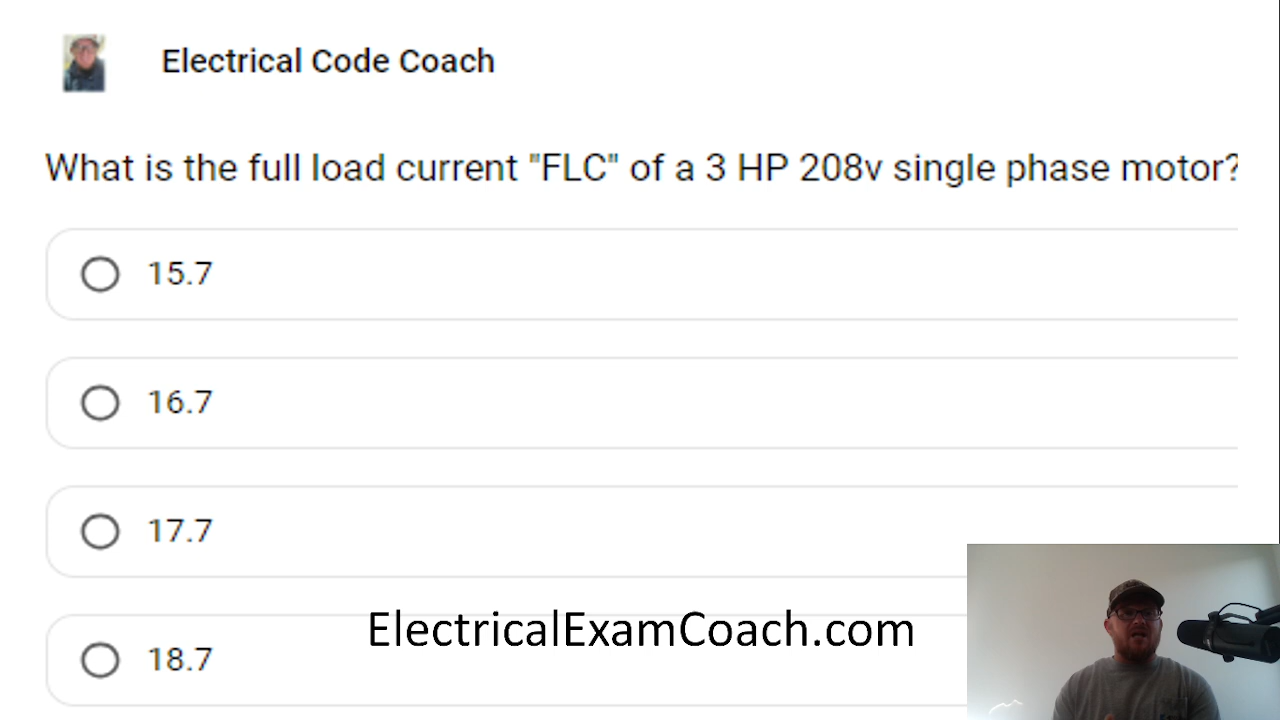 Electrical Code Coach
What is the full load current "FLC" of a 3 HP 208v single phase motor?
15.7
16.7
17.7
18.7
ElectricalExamCoach.com